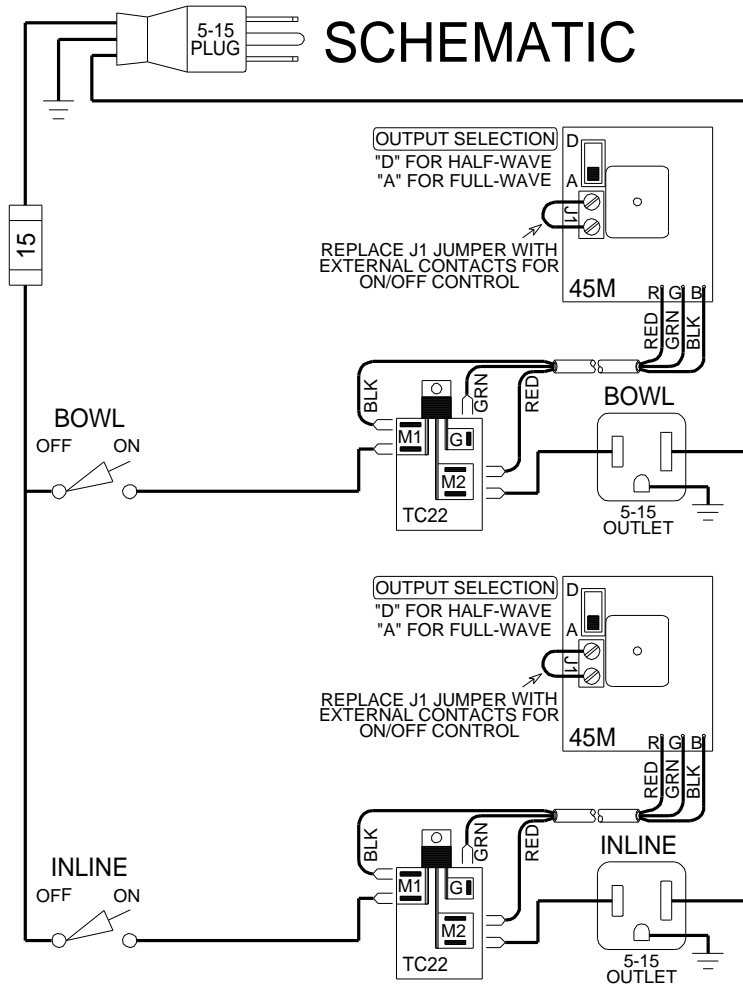 5-15
PLUG
SCHEMATIC
OUTPUT SELECTION
"D" FOR HALF-WAVE
"A" FOR FULL-WAVE
D
A
J1
REPLACE J1 JUMPER WITH
EXTERNAL CONTACTS FOR
ON/OFF CONTROL
45M
R G B
RED
GRN
BLK
15
BLK
GRN
RED
BOWL
OFF ON
M1
G
M2
TC22
BOWL
5-15
OUTLET
OUTPUT SELECTION
"D" FOR HALF-WAVE
"A" FOR FULL-WAVE
D
A
J1
REPLACE J1 JUMPER WITH
EXTERNAL CONTACTS FOR
ON/OFF CONTROL
45M
R G B
RED
GRN
BLK
BLK
GRN
RED
INLINE
OFF ON
M1
G
M2
TC22
INLINE
5-15
OUTLET